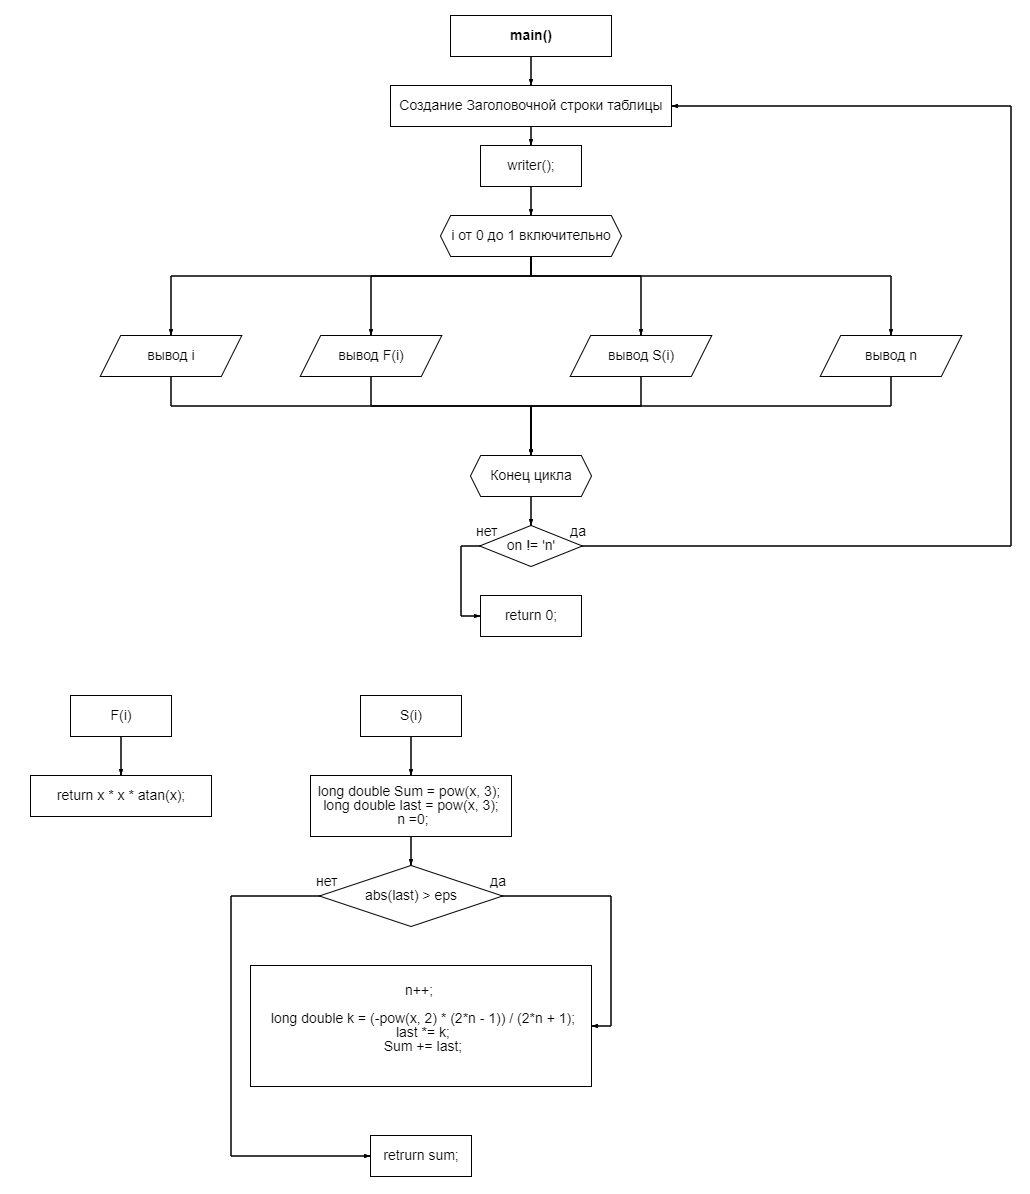 main()
Создание Заголовочной строки таблицы
writer();
i от 0 до 1 включительно
вывод i
вывод F(i)
вывод S(i)
вывод n
Конец цикла
нет
да
on != 'n'
return 0;
F(i)
S(i)
return x * x * atan(x);
long double Sum = pow(x, 3);
long double last = pow(x, 3);
n =0;
нет
да
abs(last) > eps
n++;
long double k = (-pow(x, 2) * (2*n - 1)) / (2*n + 1);
last *= k;
Sum += last;
retrurn sum;